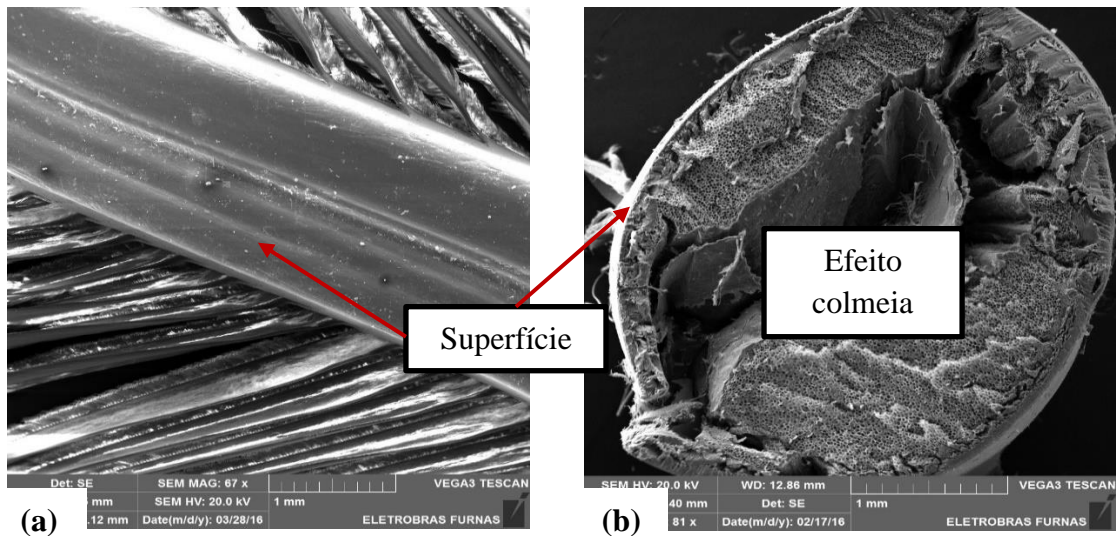 Superfície
Efeito
colmeia
Det: SE SEM MAG: 67 x VEGA3 TESCAN
mm SEM HV: 20.0 kV 1 mm
.12 mm Date(m/d/y): 03/28/16 ELETROBRAS FURNAS
(a)
SEM HV: 20.0 kV WD: 12.86 mm VEGA3 TESCAN
40 mm Det: SE 1 mm
81 x Date(m/d/y): 02/17/16 ELETROBRAS FURNAS
(b)